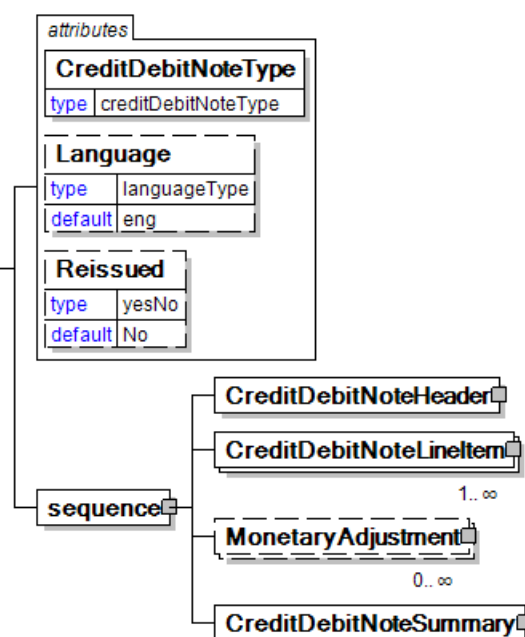 attributes
CreditDebitNoteType
type creditDebitNoteType
Language
type languageType
default eng
Reissued
type yesNo
default No
CreditDebitNoteHeader
CreditDebitNoteLineItem
1.. ∞
sequence
MonetaryAdjustment
0.. ∞
CreditDebitNoteSummary